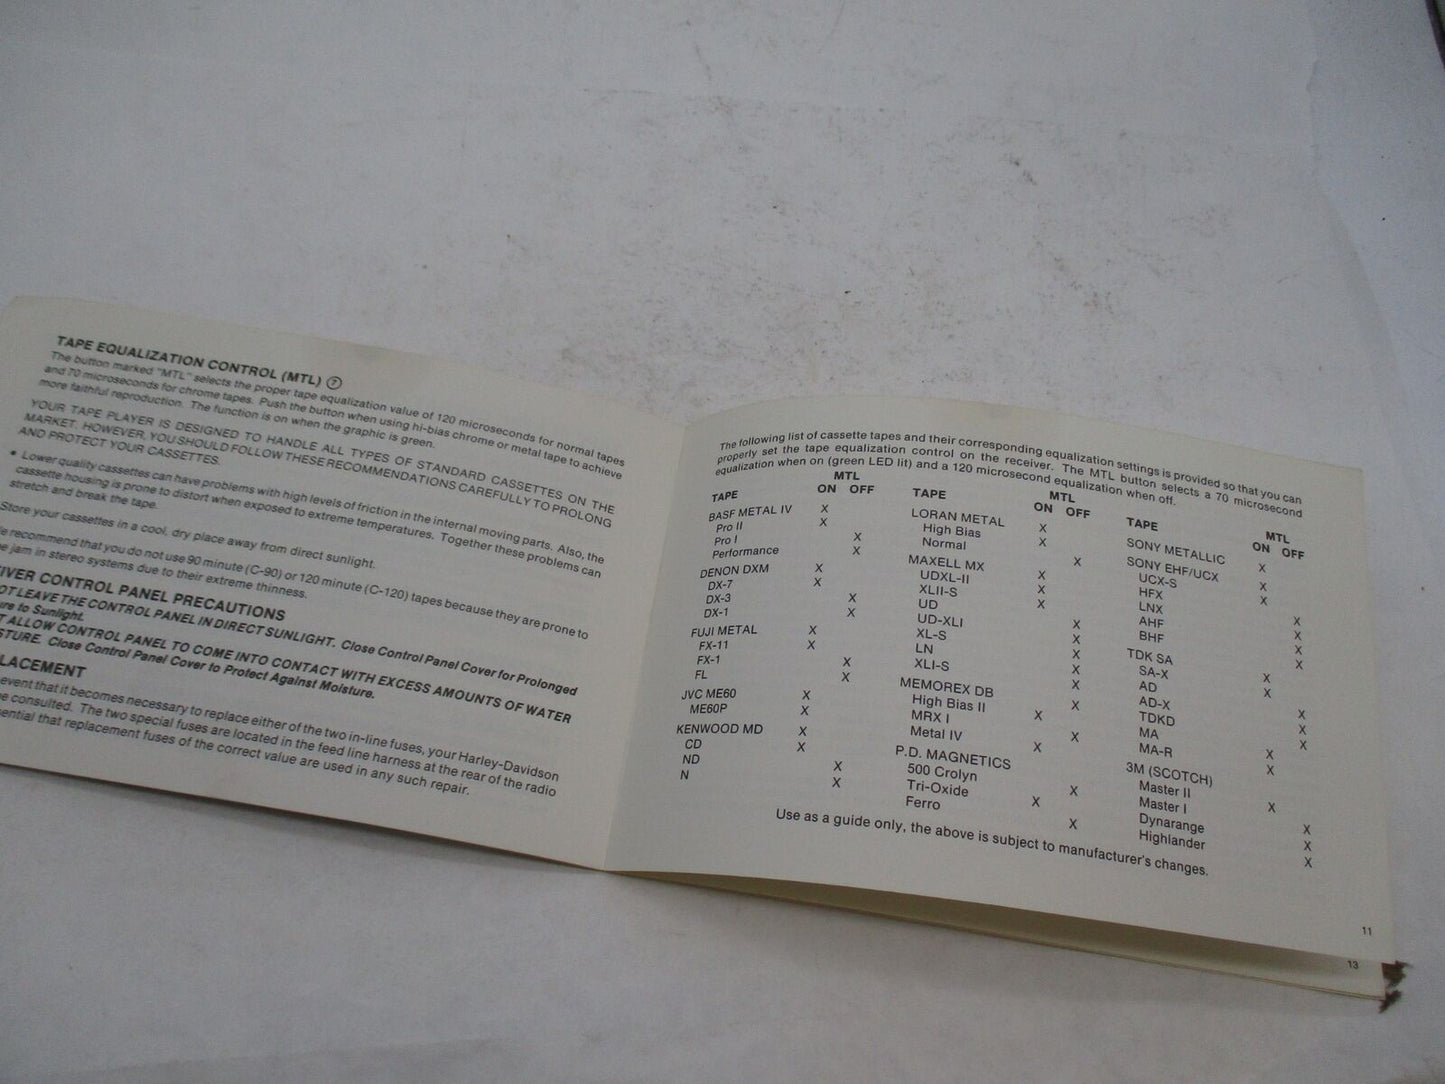 TAPE EQUALIZATION CONTROL (MTL) ⑦
The button marked "MTL" selects the proper tape equalization value of 120 microseconds for normal tapes
and 70 microseconds for chrome tapes. Push the button when using hi-bias chrome or metal tape to achieve
more faithful reproduction. The function is on when the graphic is green.
YOUR TAPE PLAYER IS DESIGNED TO HANDLE ALL TYPES OF STANDARD CASSETTES ON THE
MARKET. HOWEVER, YOU SHOULD FOLLOW THESE RECOMMENDATIONS CAREFULLY TO PROLONG
AND PROTECT YOUR CASSETTES.
• Lower quality cassettes can have problems with high levels of friction in the internal moving parts. Also, the
cassette housing is prone to distort when exposed to extreme temperatures. Together these problems can
stretch and break the tape.
Store your cassettes in a cool, dry place away from direct sunlight.
recommend that you do not use 90 minute (C-90) or 120 minute (C-120) tapes because they are prone to
jam in stereo systems due to their extreme thinness.
IVER CONTROL PANEL PRECAUTIONS
OT LEAVE THE CONTROL PANEL IN DIRECT SUNLIGHT. Close Control Panel Cover for Prolonged
ure to Sunlight.
T ALLOW CONTROL PANEL TO COME INTO CONTACT WITH EXCESS AMOUNTS OF WATER
STURE. Close Control Panel Cover to Protect Against Moisture.
LACEMENT
event that it becomes necessary to replace either of the two in-line fuses, your Harley-Davidson
e consulted. The two special fuses are located in the feed line harness at the rear of the radio
sential that replacement fuses of the correct value are used in any such repair.
The following list of cassette tapes and their corresponding equalization settings is provided so that you can
properly set the tape equalization control on the receiver. The MTL button selects a 70 microsecond
equalization when on (green LED lit) and a 120 microsecond equalization when off.
MTL
TAPE ON OFF
BASF METAL IV X
Pro II X
Pro I X
Performance X
DENON DXM X
DX-7 X
DX-3 X
DX-1 X
FUJI METAL X
FX-11 X
FX-1 X
FL X
JVC ME60 X
ME60P X
KENWOOD MD X
CD X
ND X
N X
MTL
TAPE ON OFF
LORAN METAL X
High Bias X
Normal X
MAXELL MX X
UDXL-II X
XLII-S X
UD X
UD-XLI X
XL-S X
LN X
XLI-S X
MEMOREX DB X
High Bias II X
MRX I X
Metal IV X
P.D. MAGNETICS
500 Crolyn X
Tri-Oxide X
Ferro X
MTL
TAPE ON OFF
SONY METALLIC X
SONY EHF/UCX X
UCX-S X
HFX X
LNX X
AHF X
BHF X
TDK SA X
SA-X X
AD X
AD-X X
TDKD X
MA X
MA-R X
3M (SCOTCH)
Master II X
Master I X
Dynarange X
Highlander X
Use as a guide only, the above is subject to manufacturer's changes.
11
13